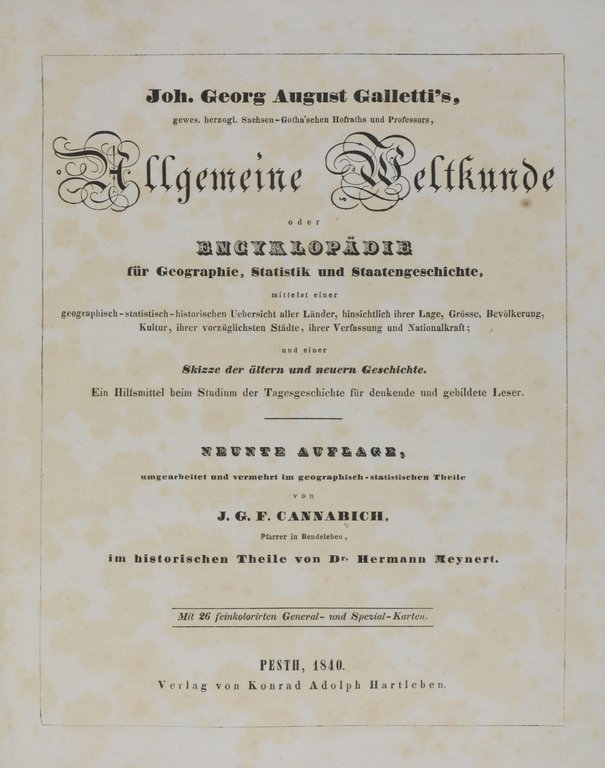 Joh. Georg August Galletti's,
gewes. herzogl. Sachsen-Gotha'schen Hofraths und Professors,
Allgemeine Weltkunde
oder
ENCYKLOPÄDIE
für Geographie, Statistik und Staatengeschichte,
mittelst einer
geographisch-statistisch-historischen Uebersicht aller Länder, hinsichtlich ihrer Lage, Grösse, Bevölkerung,
Kultur, ihrer vorzüglichsten Städte, ihrer Verfassung und Nationalkraft;
und einer
Skizze der ältern und neuern Geschichte.
Ein Hilfsmittel beim Studium der Tagesgeschichte für denkende und gebildete Leser.
NEUNTE AUFLAGE,
umgearbeitet und vermehrt im geographisch-statistischen Theile
von
J. G. F. CANNABICH,
Pfarrer in Bendeleben,
im historischen Theile von Dr. Hermann Meynert.
Mit 26 feinkolorirten General- und Spezial-Karten.
PESTH, 1840.
Verlag von Konrad Adolph Hartleben.